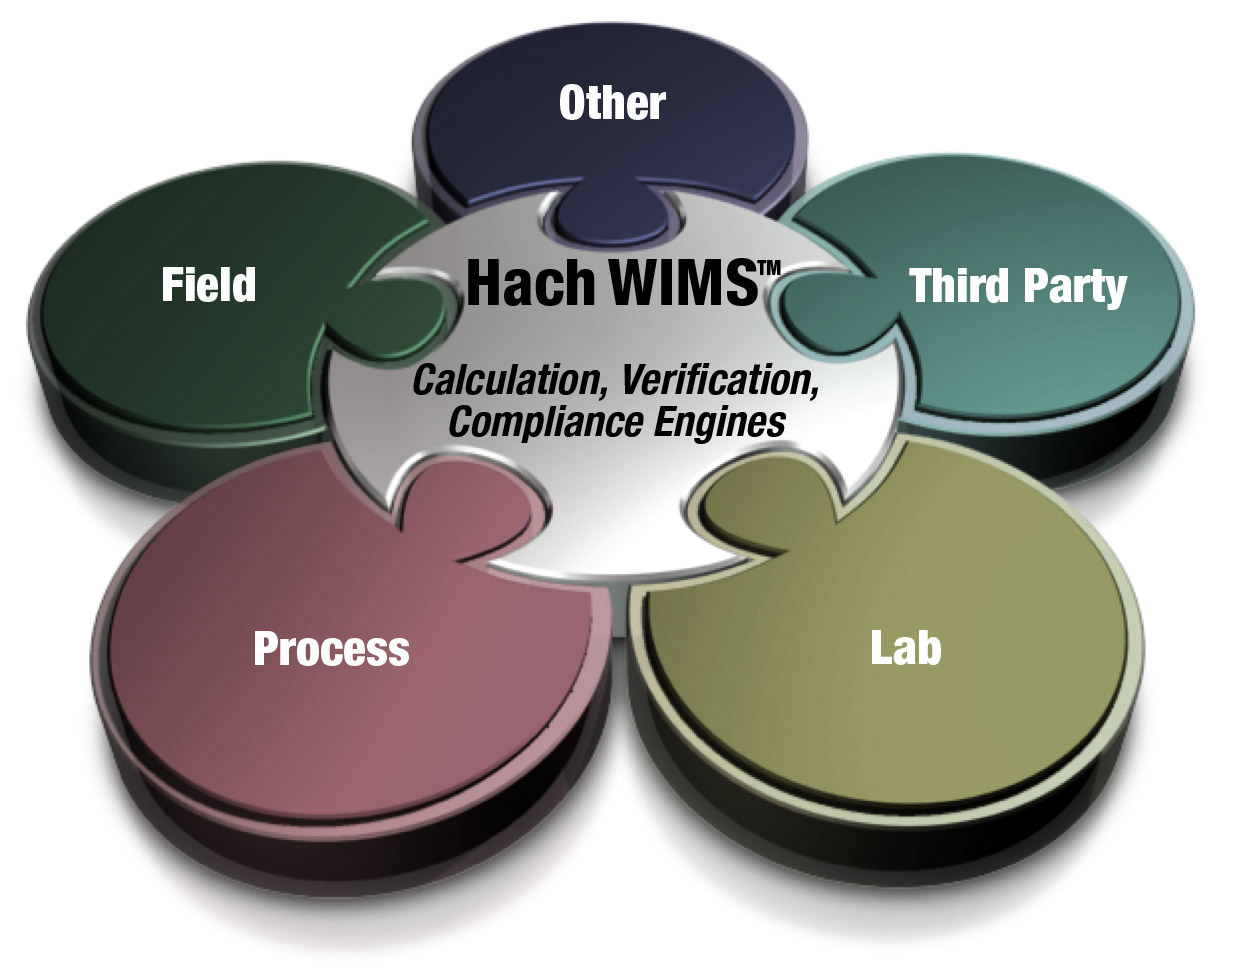 Other
Field
Hach WIMS™
Third Party
Calculation, Verification,
Compliance Engines
Process
Lab